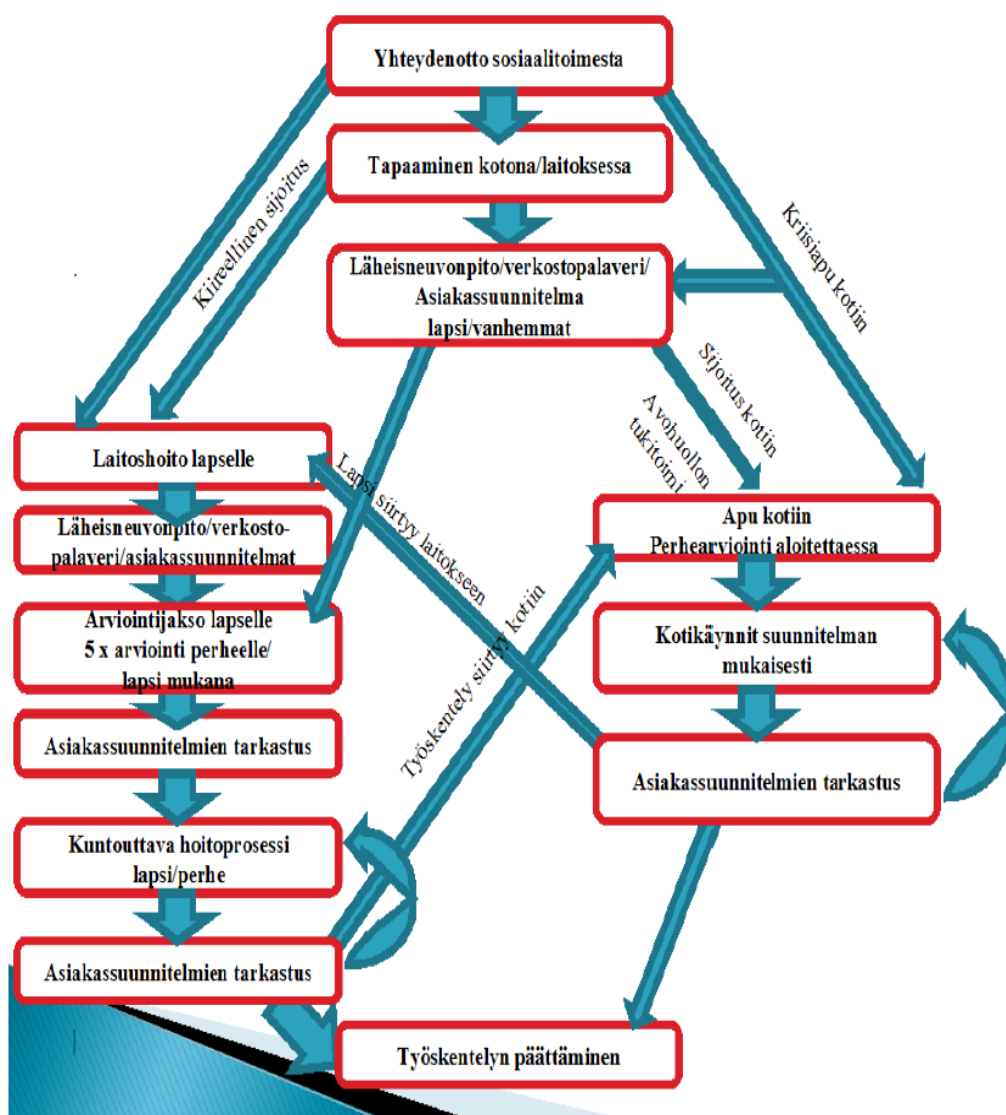 Yhteydenotto sosiaalitoimesta
Tapaaminen kotona/laitoksessa
Kiireellinen sijoitus
Kriisiapu kotiin
Läheisneuvonpito/verkostopalaveri/
Asiakassuunnitelma
lapsi/vanhemmat
Sijoitus kotiin
Avohuollon
tukitoimi
Laitoshoito lapselle
Lapsi siirtyy laitokseen
Läheisneuvonpito/verkosto-
palaveri/asiakassuunnitelmat
Apu kotiin
Perhearviointi aloitettaessa
Arviointijakso lapselle
5 x arviointi perheelle/
lapsi mukana
Työskentely siirtyy kotiin
Kotikäynnit suunnitelman
mukaisesti
Asiakassuunnitelmien tarkastus
Asiakassuunnitelmien tarkastus
Kuntouttava hoitoprosessi
lapsi/perhe
Asiakassuunnitelmien tarkastus
Työskentelyn päättäminen